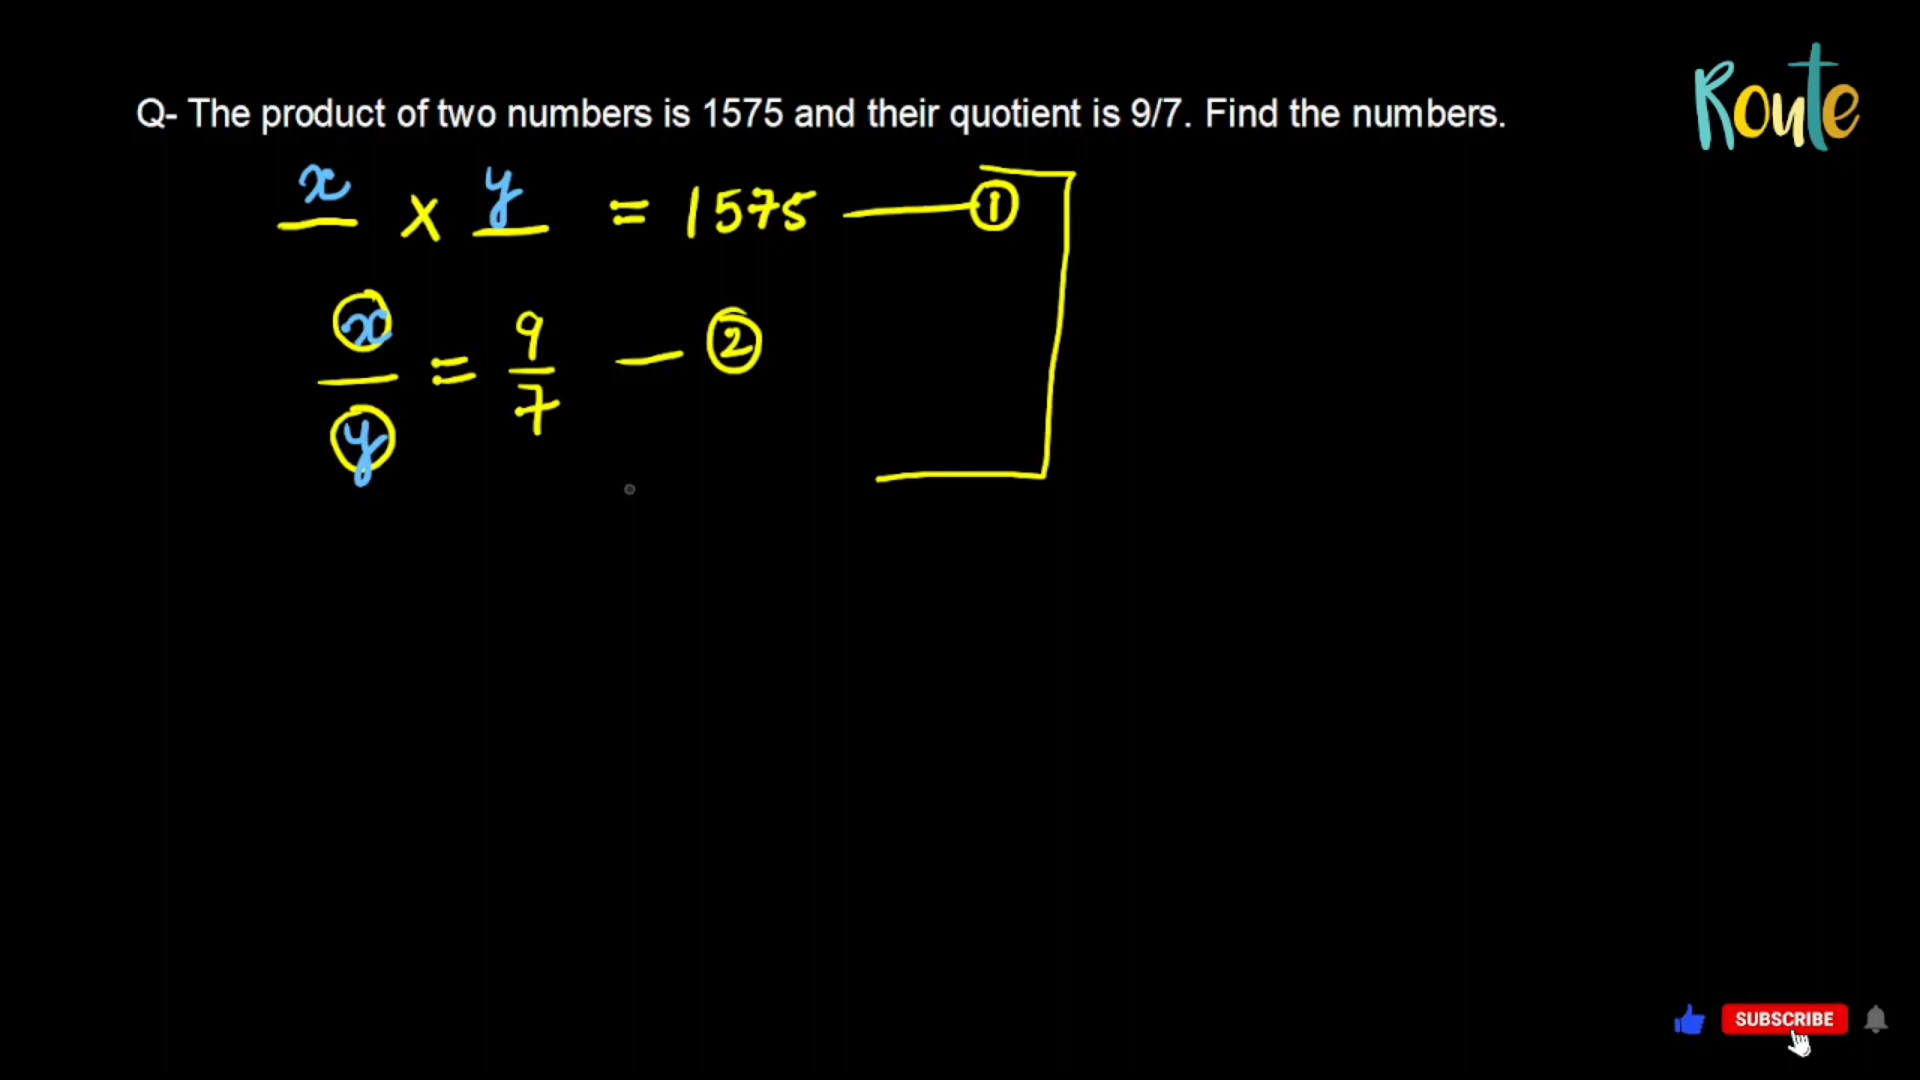 Route
Q- The product of two numbers is 1575 and their quotient is 9/7. Find the numbers.
x × y = 1575 — ①
x/y = 9/7 — ②
SUBSCRIBE